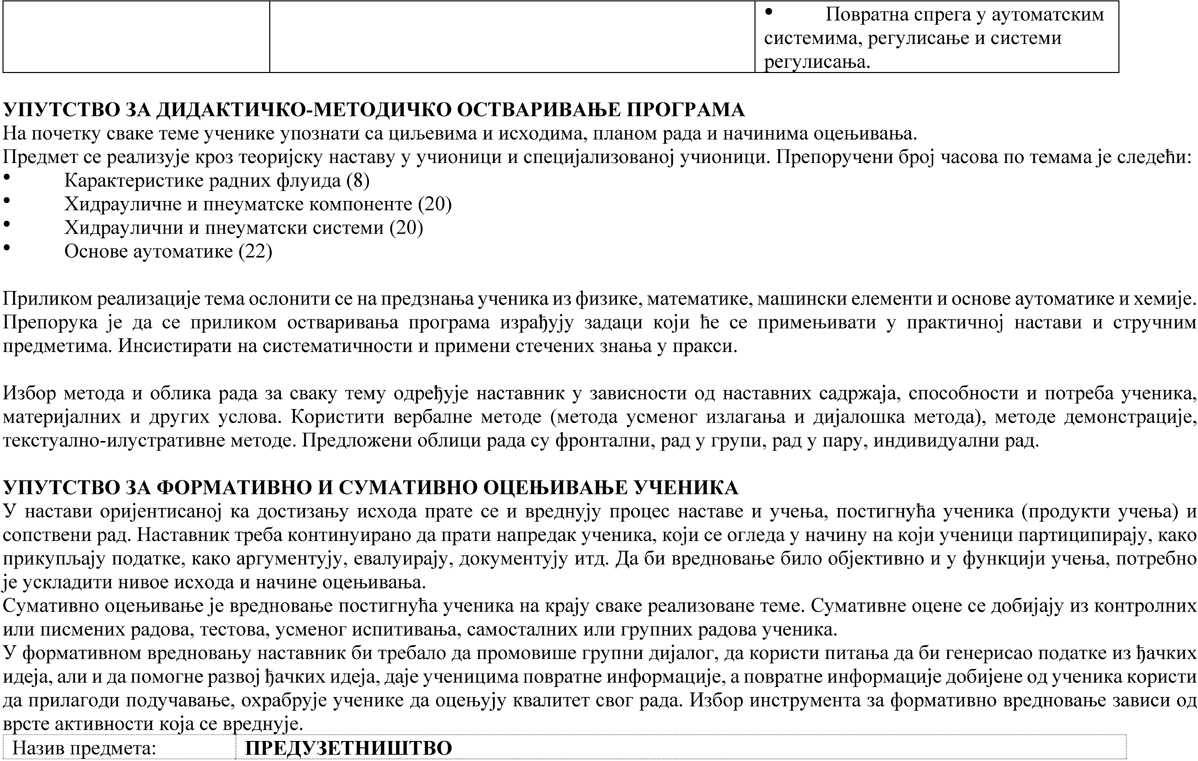 • Повратна спрега у аутоматским
системима, регулисање и системи
регулисања.
УПУТСТВО ЗА ДИДАКТИЧКО-МЕТОДИЧКО ОСТВАРИВАЊЕ ПРОГРАМА
На почетку сваке теме ученике упознати са циљевима и исходима, планом рада и начинима оцењивања.
Предмет се реализује кроз теоријску наставу у учионици и специјализованој учионици. Препоручени број часова по темама је следећи:
• Карактеристике радних флуида (8)
• Хидрауличне и пнеуматске компоненте (20)
• Хидраулични и пнеуматски системи (20)
• Основе аутоматике (22)
Приликом реализације тема ослонити се на предзнања ученика из физике, математике, машински елементи и основе аутоматике и хемије.
Препорука је да се приликом остваривања програма израђују задаци који ће се примењивати у практичној настави и стручним
предметима. Инсистирати на систематичности и примени стечених знања у пракси.
Избор метода и облика рада за сваку тему одређује наставник у зависности од наставних садржаја, способности и потреба ученика,
материјалних и других услова. Користити вербалне методе (метода усменог излагања и дијалошка метода), методе демонстрације,
текстуално-илустративне методе. Предложени облици рада су фронтални, рад у групи, рад у пару, индивидуални рад.
УПУТСТВО ЗА ФОРМАТИВНО И СУМАТИВНО ОЦЕЊИВАЊЕ УЧЕНИКА
У настави оријентисаној ка достизању исхода прате се и вреднују процес наставе и учења, постигнућа ученика (продукти учења) и
сопствени рад. Наставник треба континуирано да прати напредак ученика, који се огледа у начину на који ученици партиципирају, како
прикупљају податке, како аргументују, евалуирају, документују итд. Да би вредновање било објективно и у функцији учења, потребно
је ускладити нивое исхода и начине оцењивања.
Сумативно оцењивање је вредновање постигнућа ученика на крају сваке реализоване теме. Сумативне оцене се добијају из контролних
или писмених радова, тестова, усменог испитивања, самосталних или групних радова ученика.
У формативном вредновању наставник би требало да промовише групни дијалог, да користи питања да би генерисао податке из ђачких
идеја, али и да помогне развој ђачких идеја, даје ученицима повратне информације, а повратне информације добијене од ученика користи
да прилагоди подучавање, охрабрује ученике да оцењују квалитет свог рада. Избор инструмента за формативно вредновање зависи од
врсте активности која се вреднује.
Назив предмета: ПРЕДУЗЕТНИШТВО